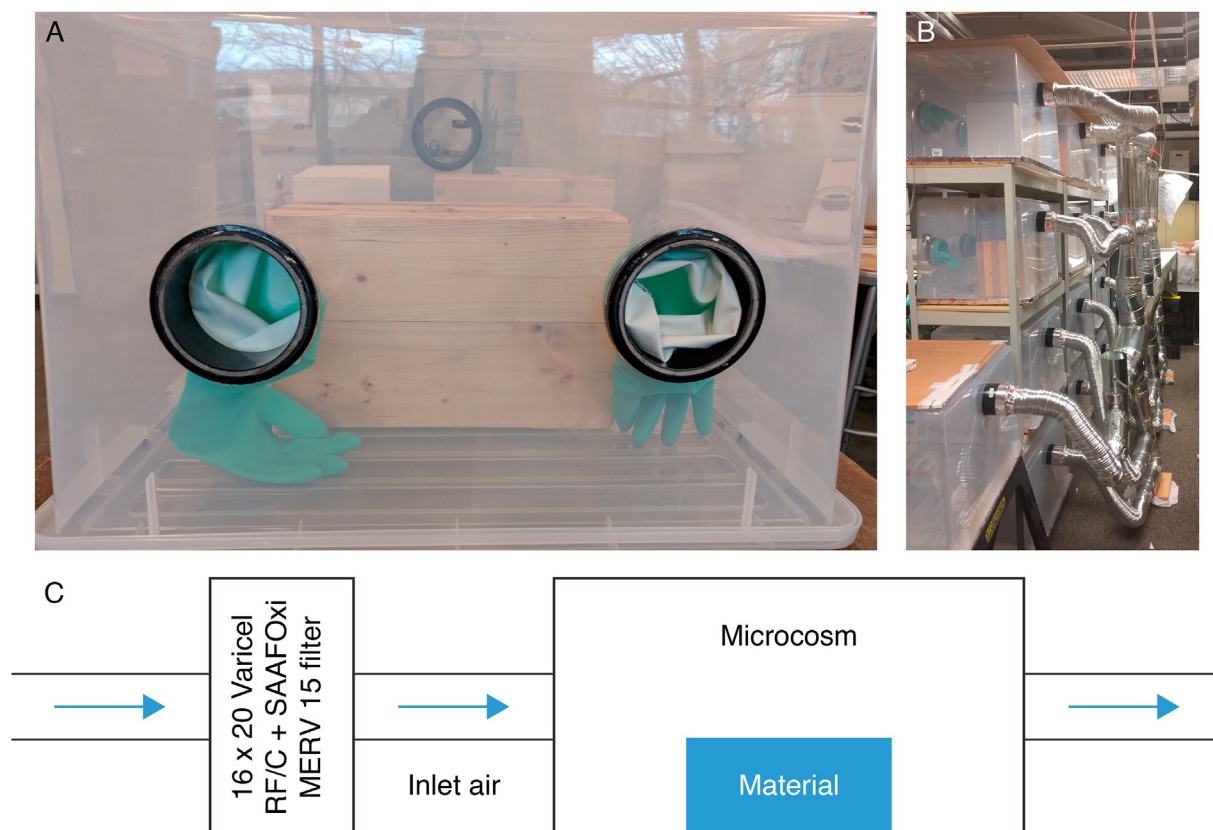 A
B
C
16 x 20 Varicel
RF/C + SAAFOxi
MERV 15 filter
Inlet air
Microcosm
Material